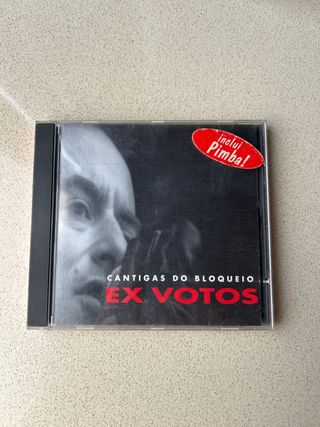 inclui
Pimba!
CANTIGAS DO BLOQUEIO
EX VOTOS